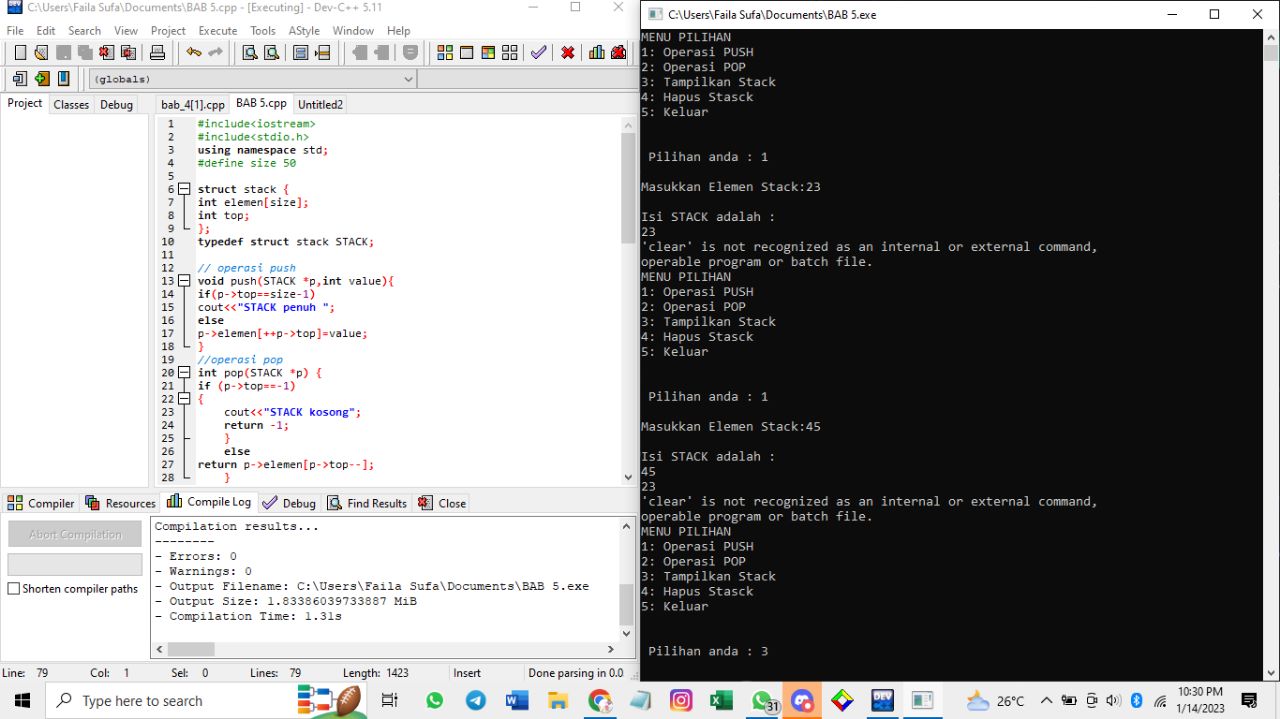 C:\Users\Faila Sufa\Documents\BAB 5.cpp - [Executing] - Dev-C++ 5.11
File Edit Search View Project Execute Tools AStyle Window Help
(globals)
Project Classes Debug
bab_4[1].cpp BAB 5.cpp Untitled2
1 #include<iostream>
2 #include<stdio.h>
3 using namespace std;
4 #define size 50
5
6 struct stack {
7 int elemen[size];
8 int top;
9 };
10 typedef struct stack STACK;
11
12 // operasi push
13 void push(STACK *p,int value){
14 if(p->top==size-1)
15 cout<<"STACK penuh ";
16 else
17 p->elemen[++p->top]=value;
18 }
19 //operasi pop
20 int pop(STACK *p) {
21 if (p->top==-1)
22 {
23 cout<<"STACK kosong";
24 return -1;
25 }
26 else
27 return p->elemen[p->top--];
28 }
Compiler Resources Compile Log Debug Find Results Close
Abort Compilation
Shorten compiler paths
Compilation results...
--------
- Errors: 0
- Warnings: 0
- Output Filename: C:\Users\Faila Sufa\Documents\BAB 5.exe
- Output Size: 1.83386039733887 MiB
- Compilation Time: 1.31s
Line: 79 Col: 1 Sel: 0 Lines: 79 Length: 1423 Insert Done parsing in 0.0
C:\Users\Faila Sufa\Documents\BAB 5.exe
MENU PILIHAN
1: Operasi PUSH
2: Operasi POP
3: Tampilkan Stack
4: Hapus Stasck
5: Keluar
Pilihan anda : 1
Masukkan Elemen Stack:23
Isi STACK adalah :
23
'clear' is not recognized as an internal or external command,
operable program or batch file.
MENU PILIHAN
1: Operasi PUSH
2: Operasi POP
3: Tampilkan Stack
4: Hapus Stasck
5: Keluar
Pilihan anda : 1
Masukkan Elemen Stack:45
Isi STACK adalah :
45
23
'clear' is not recognized as an internal or external command,
operable program or batch file.
MENU PILIHAN
1: Operasi PUSH
2: Operasi POP
3: Tampilkan Stack
4: Hapus Stasck
5: Keluar
Pilihan anda : 3
Type here to search
31
DEV
26°C
10:30 PM
1/14/2023